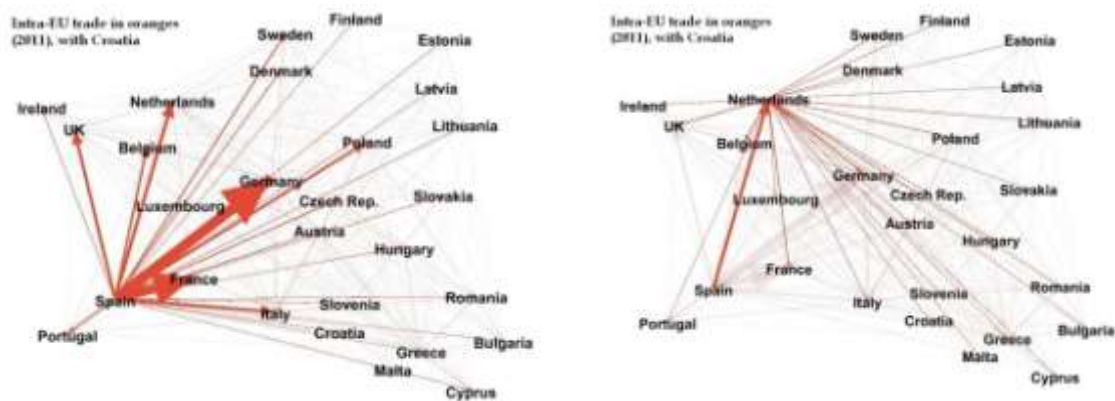 Intra-EU trade in oranges
(2011), with Croatia
Finland
Sweden
Estonia
Denmark
Latvia
Netherlands
Ireland
UK
Lithuania
Belgium
Poland
Germany
Slovakia
Luxembourg
Czech Rep.
Austria
Hungary
France
Spain
Romania
Slovenia
Italy
Portugal
Croatia
Bulgaria
Greece
Malta
Cyprus
Intra-EU trade in oranges
(2011), with Croatia
Finland
Sweden
Estonia
Denmark
Latvia
Netherlands
Ireland
UK
Lithuania
Belgium
Poland
Germany
Slovakia
Czech Rep.
Luxembourg
Austria
Hungary
France
Spain
Romania
Slovenia
Italy
Portugal
Croatia
Bulgaria
Greece
Malta
Cyprus